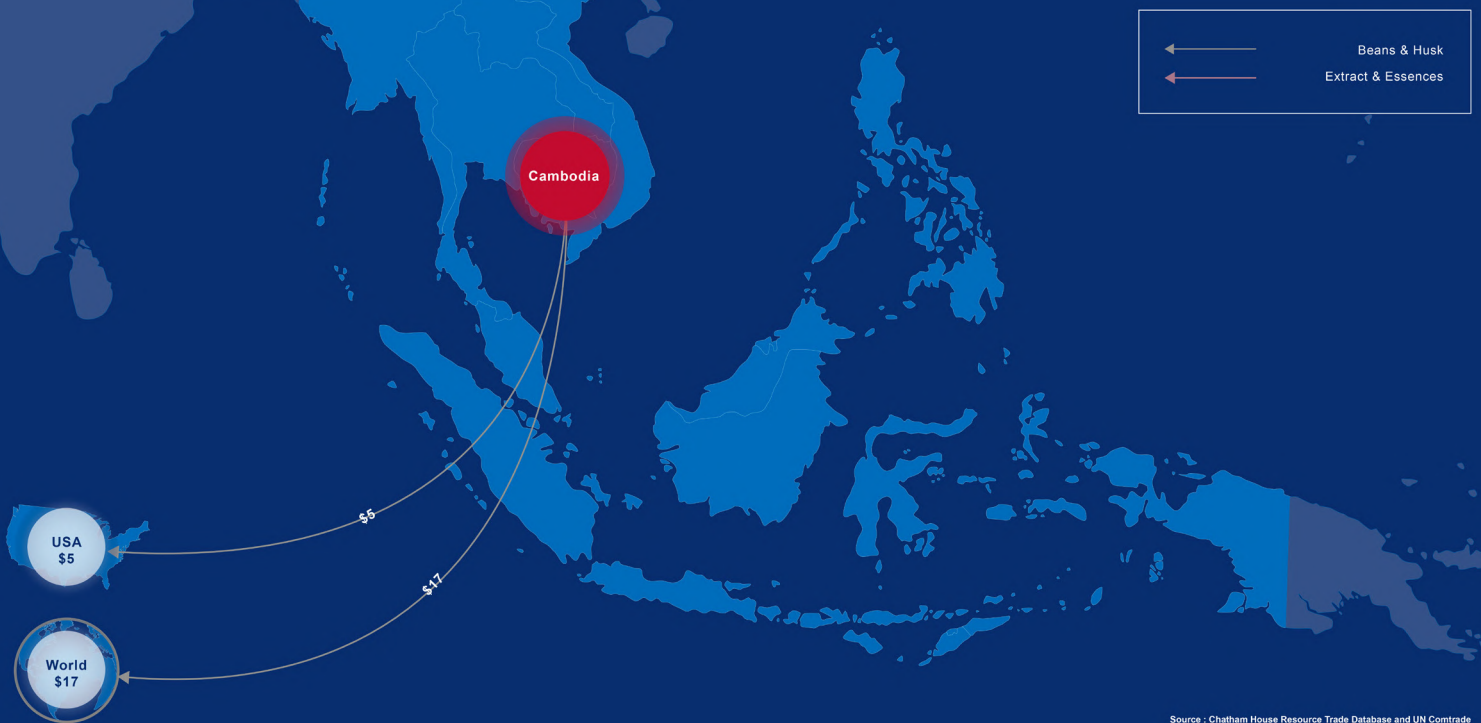 Beans & Husk
Extract & Essences
Cambodia
$5
$17
USA
$5
World
$17
Source : Chatham House Resource Trade Database and UN Comtrade